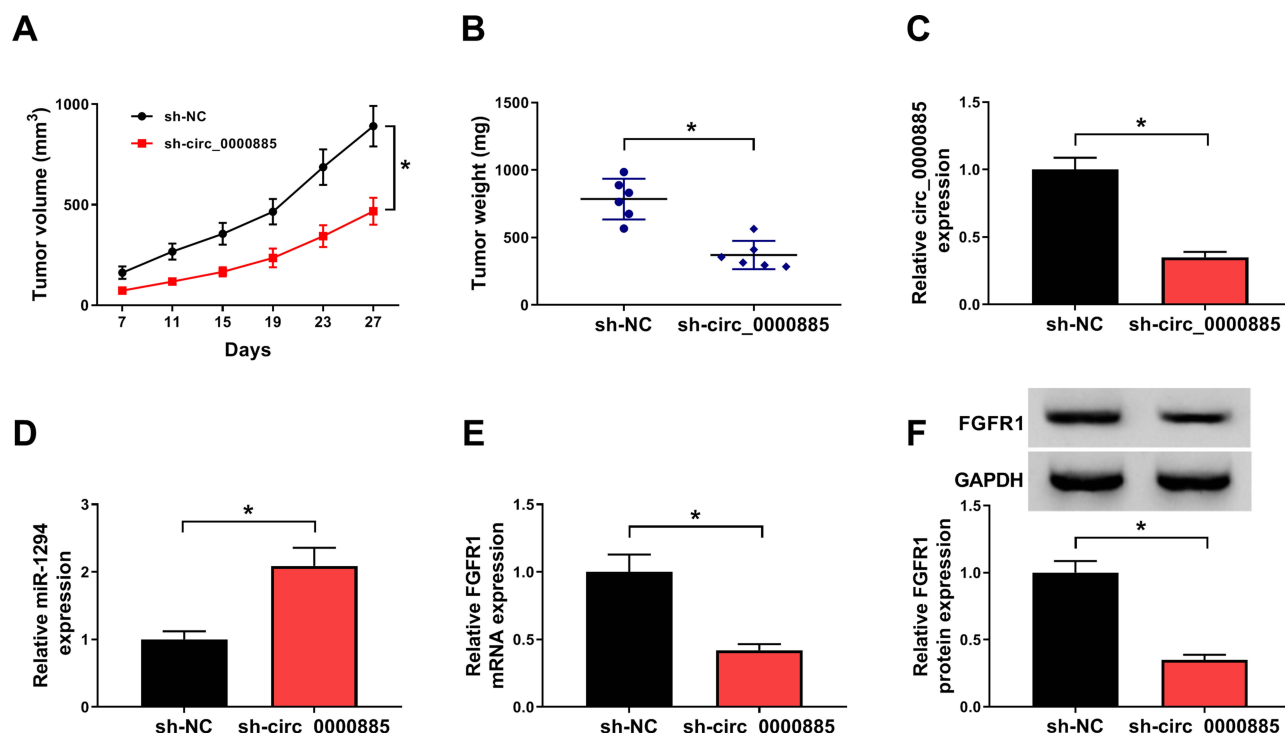 A
Tumor volume (mm3)
1000
500
0
sh-NC
sh-circ_0000885
*
7 11 15 19 23 27
Days
B
Tumor weight (mg)
1500
1000
500
0
*
sh-NC sh-circ_0000885
C
Relative circ_0000885
expression
1.5
1.0
0.5
0.0
*
sh-NC sh-circ_0000885
D
Relative miR-1294
expression
3
2
1
0
*
sh-NC sh-circ_0000885
E
Relative FGFR1
mRNA expression
1.5
1.0
0.5
0.0
*
sh-NC sh-circ_0000885
F
FGFR1
GAPDH
Relative FGFR1
protein expression
1.5
1.0
0.5
0.0
*
sh-NC sh-circ_0000885